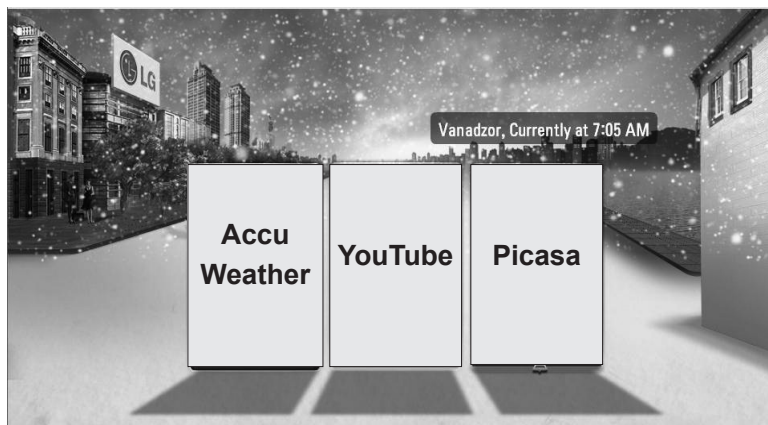 LG
Vanadzor, Currently at 7:05 AM
Accu
Weather
YouTube
Picasa